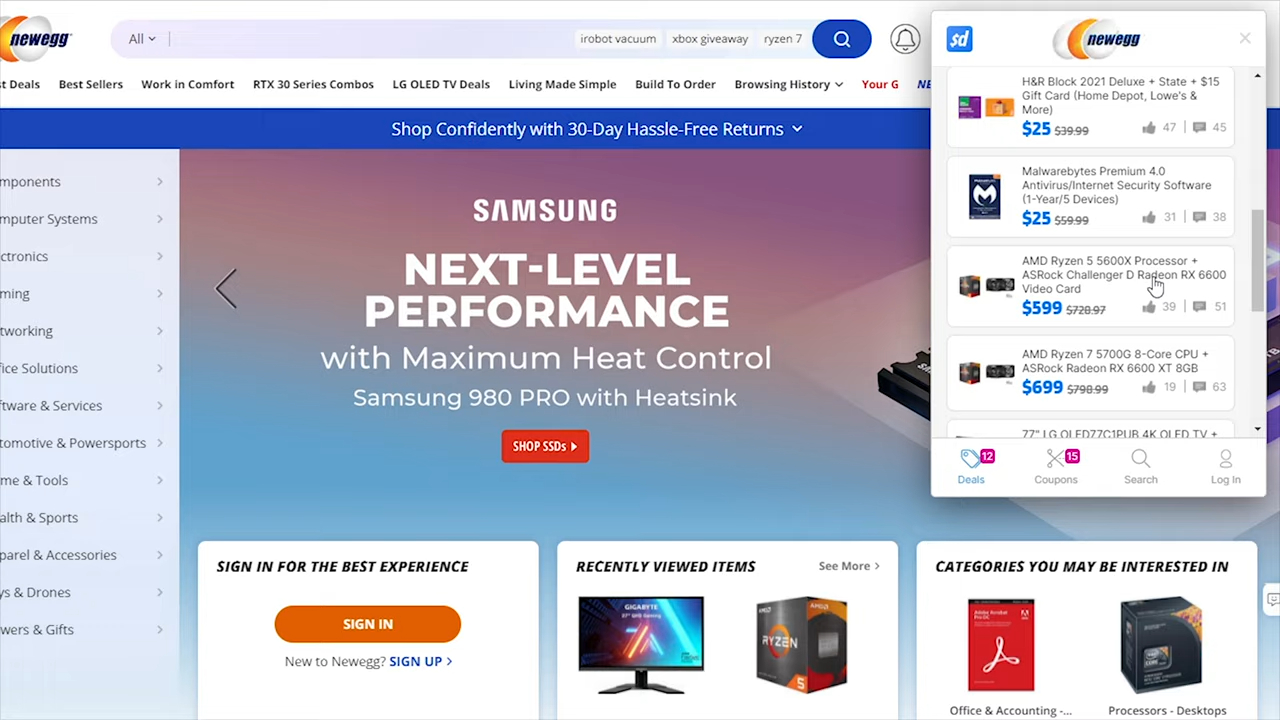 newegg
All
irobot vacuum
xbox giveaway
ryzen 7
t Deals
Best Sellers
Work in Comfort
RTX 30 Series Combos
LG OLED TV Deals
Living Made Simple
Build To Order
Browsing History
Your G
NE
Shop Confidently with 30-Day Hassle-Free Returns
mponents
mputer Systems
ctronics
ming
tworking
fice Solutions
ftware & Services
tomotive & Powersports
me & Tools
alth & Sports
parel & Accessories
ys & Drones
wers & Gifts
SAMSUNG
NEXT-LEVEL
PERFORMANCE
with Maximum Heat Control
Samsung 980 PRO with Heatsink
SHOP SSDs
$d
newegg
H&R Block 2021 Deluxe + State + $15
Gift Card (Home Depot, Lowe's &
More)
$25 $39.99
47 | 45
Malwarebytes Premium 4.0
Antivirus/Internet Security Software
(1-Year/5 Devices)
$25 $59.99
31 | 38
AMD Ryzen 5 5600X Processor +
ASRock Challenger D Radeon RX 6600
Video Card
$599 $728.97
39 | 51
AMD Ryzen 7 5700G 8-Core CPU +
ASRock Radeon RX 6600 XT 8GB
$699 $798.99
19 | 63
77" LG OLED77C1PUB 4K OLED TV +
12
Deals
15
Coupons
Search
Log In
SIGN IN FOR THE BEST EXPERIENCE
SIGN IN
New to Newegg? SIGN UP
RECENTLY VIEWED ITEMS
See More
GIGABYTE
AMD
RYZEN
5
CATEGORIES YOU MAY BE INTERESTED IN
Office & Accounting -...
Processors - Desktops